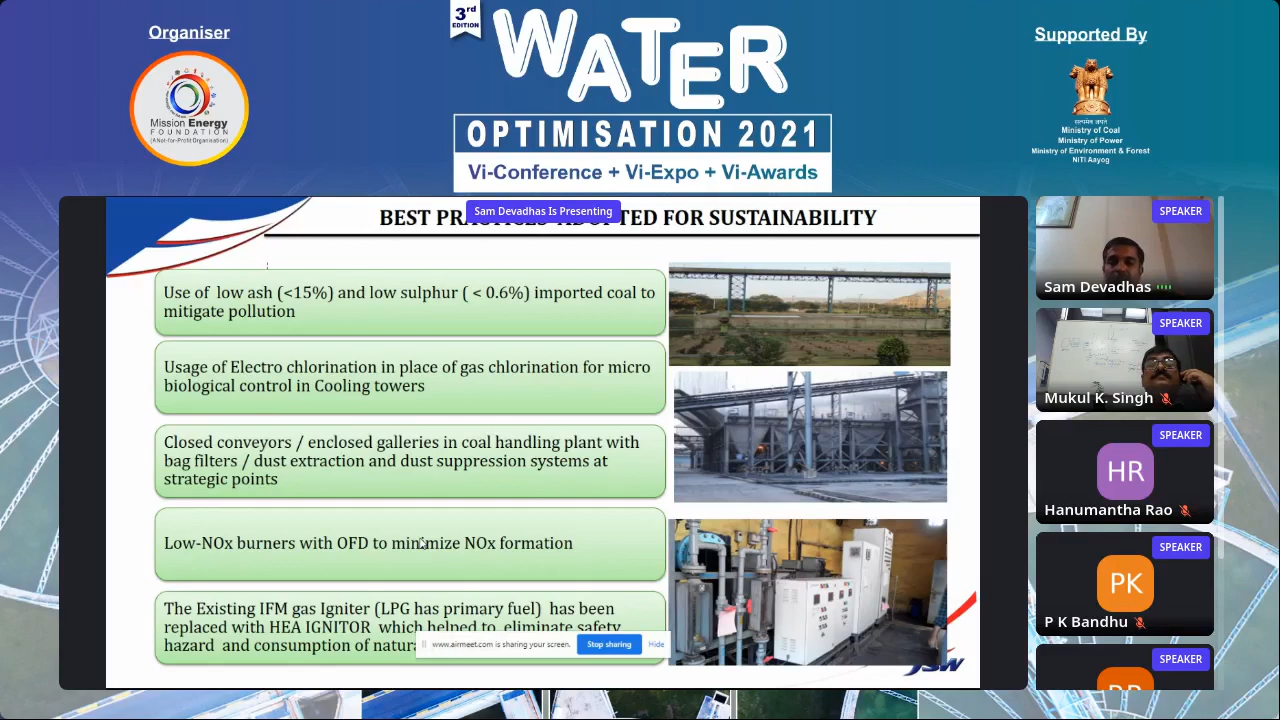 Organiser
Mission Energy
FOUNDATION
(A Not-for-Profit Organisation)
3rd
EDITION
WATER
OPTIMISATION 2021
Vi-Conference + Vi-Expo + Vi-Awards
Supported By
सत्यमेव जयते
Ministry of Coal
Ministry of Power
Ministry of Environment & Forest
NITI Aayog
Sam Devadhas Is Presenting
BEST PRACTICES ADOPTED FOR SUSTAINABILITY
Use of low ash (<15%) and low sulphur ( < 0.6%) imported coal to
mitigate pollution
Usage of Electro chlorination in place of gas chlorination for micro
biological control in Cooling towers
Closed conveyors / enclosed galleries in coal handling plant with
bag filters / dust extraction and dust suppression systems at
strategic points
Low-NOx burners with OFD to minimize NOx formation
The Existing IFM gas Igniter (LPG has primary fuel) has been
replaced with HEA IGNITOR which helped to eliminate safety
hazard and consumption of natura
www.airmeet.com is sharing your screen.
Stop sharing
Hide
JSW
SPEAKER
Sam Devadhas
SPEAKER
Mukul K. Singh
SPEAKER
HR
Hanumantha Rao
SPEAKER
PK
P K Bandhu
SPEAKER